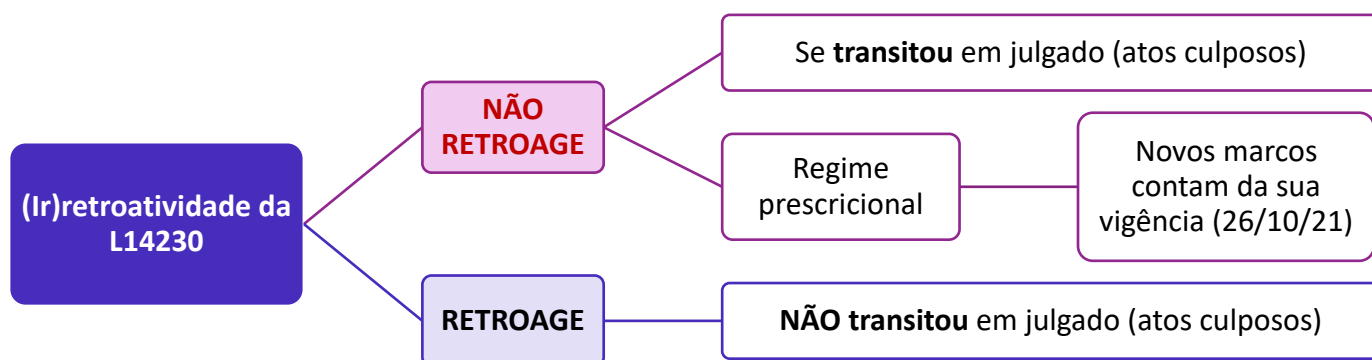 (Ir)retroatividade da
L14230
NÃO
RETROAGE
Se transitou em julgado (atos culposos)
Regime
prescricional
Novos marcos
contam da sua
vigência (26/10/21)
RETROAGE
NÃO transitou em julgado (atos culposos)